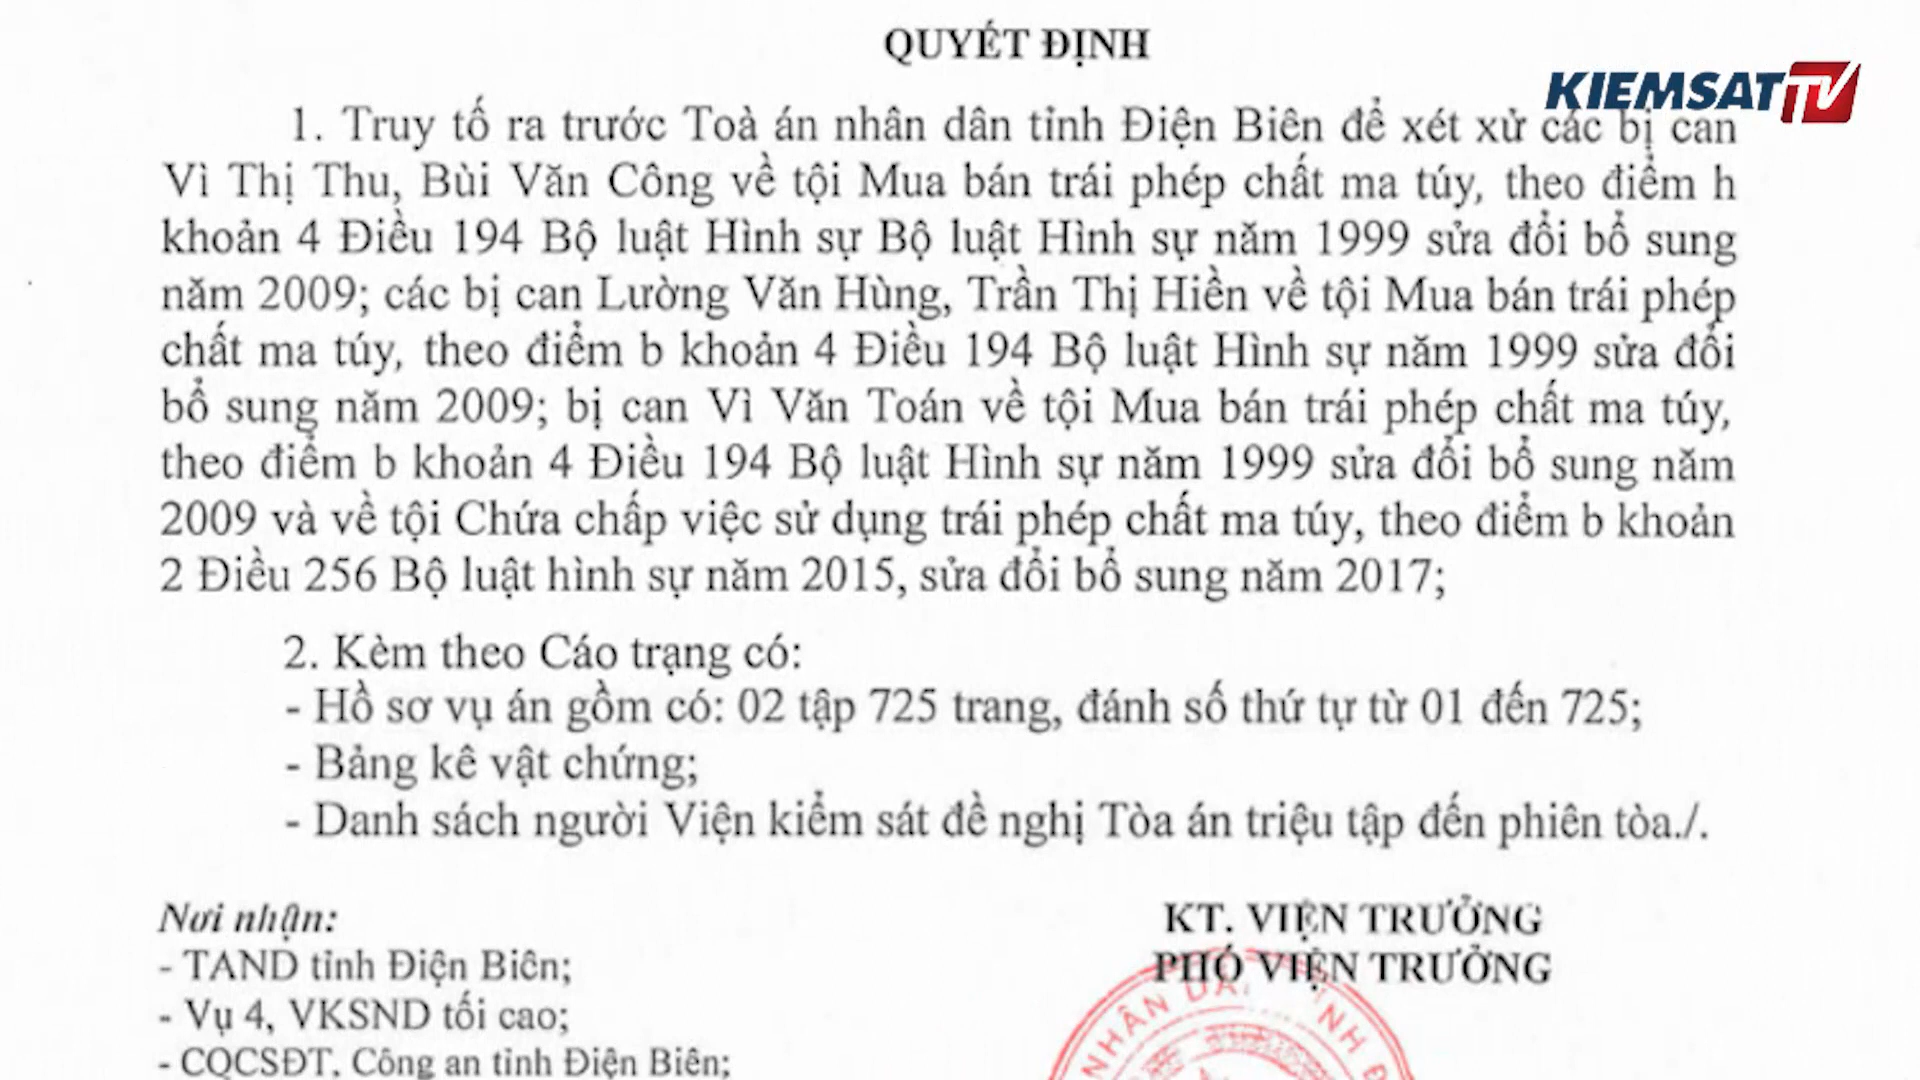 QUYẾT ĐỊNH
KIEMSAT TV
1. Truy tố ra trước Toà án nhân dân tỉnh Điện Biên để xét xử các bị can
Vì Thị Thu, Bùi Văn Công về tội Mua bán trái phép chất ma túy, theo điểm h
khoản 4 Điều 194 Bộ luật Hình sự Bộ luật Hình sự năm 1999 sửa đổi bổ sung
năm 2009; các bị can Lường Văn Hùng, Trần Thị Hiền về tội Mua bán trái phép
chất ma túy, theo điểm b khoản 4 Điều 194 Bộ luật Hình sự năm 1999 sửa đổi
bổ sung năm 2009; bị can Vì Văn Toán về tội Mua bán trái phép chất ma túy,
theo điểm b khoản 4 Điều 194 Bộ luật Hình sự năm 1999 sửa đổi bổ sung năm
2009 và về tội Chứa chấp việc sử dụng trái phép chất ma túy, theo điểm b khoản
2 Điều 256 Bộ luật hình sự năm 2015, sửa đổi bổ sung năm 2017;
2. Kèm theo Cáo trạng có:
- Hồ sơ vụ án gồm có: 02 tập 725 trang, đánh số thứ tự từ 01 đến 725;
- Bảng kê vật chứng;
- Danh sách người Viện kiểm sát đề nghị Tòa án triệu tập đến phiên tòa./.
Nơi nhận:
- TAND tỉnh Điện Biên;
- Vụ 4, VKSND tối cao;
- CQCSĐT, Công an tỉnh Điện Biên;
KT. VIỆN TRƯỞNG
PHÓ VIỆN TRƯỞNG
NHÂN